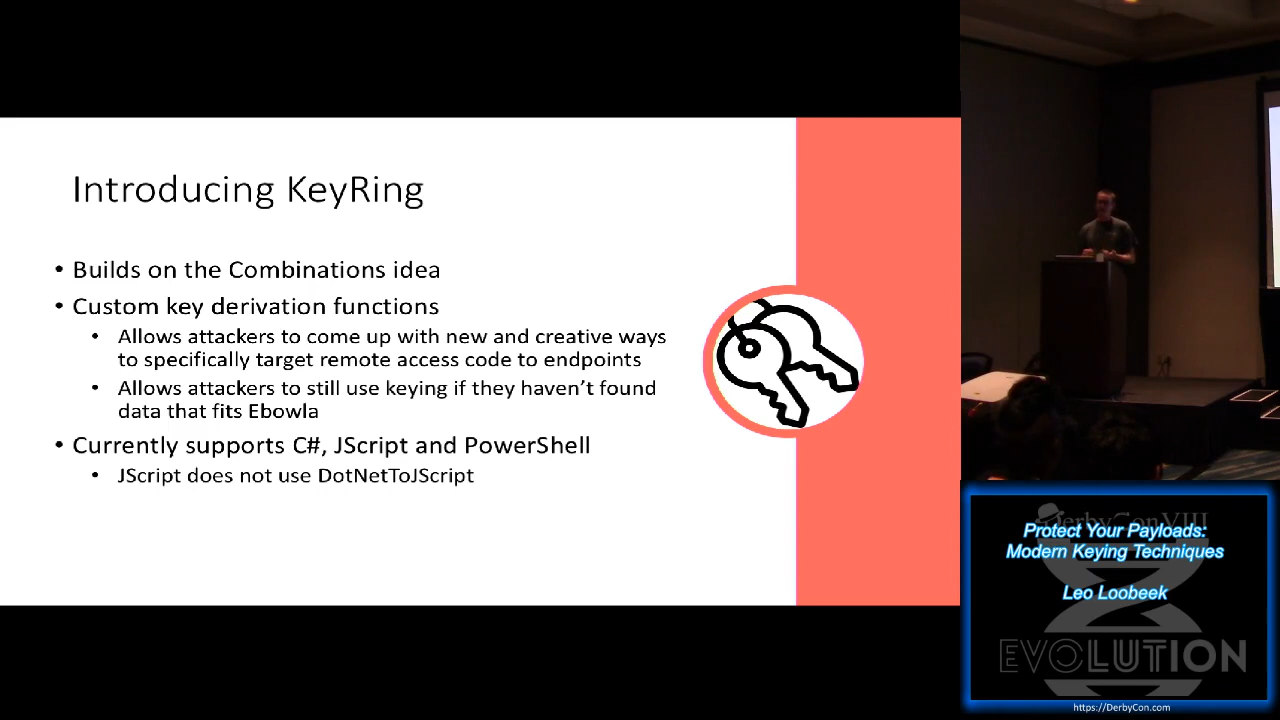 Introducing KeyRing
• Builds on the Combinations idea
• Custom key derivation functions
• Allows attackers to come up with new and creative ways
to specifically target remote access code to endpoints
• Allows attackers to still use keying if they haven't found
data that fits Ebowla
• Currently supports C#, JScript and PowerShell
• JScript does not use DotNetToJScript
DerbyCon VIII
Protect Your Payloads:
Modern Keying Techniques
Leo Loobeek
EVOLUTION
https://DerbyCon.com